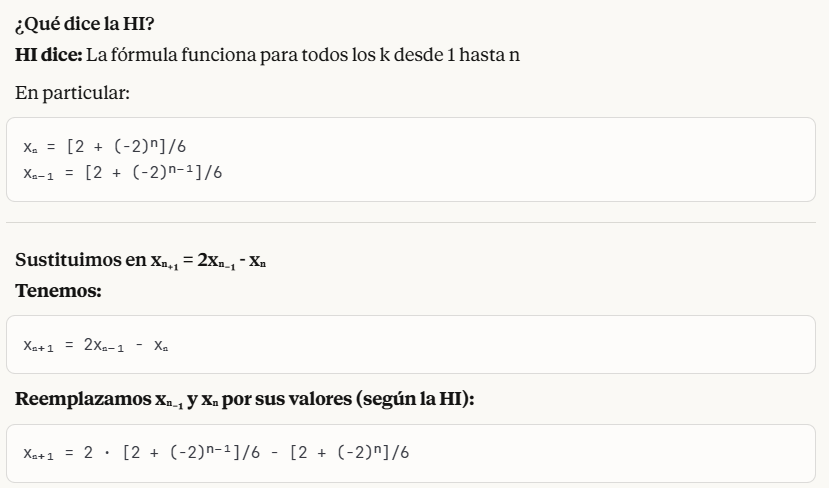 ¿Qué dice la HI?
HI dice: La fórmula funciona para todos los k desde 1 hasta n
En particular:
xₙ = [2 + (-2)ⁿ]/6
xₙ₋₁ = [2 + (-2)ⁿ⁻¹]/6
Sustituimos en xₙ₊₁ = 2xₙ₋₁ - xₙ
Tenemos:
xₙ₊₁ = 2xₙ₋₁ - xₙ
Reemplazamos xₙ₋₁ y xₙ por sus valores (según la HI):
xₙ₊₁ = 2 · [2 + (-2)ⁿ⁻¹]/6 - [2 + (-2)ⁿ]/6